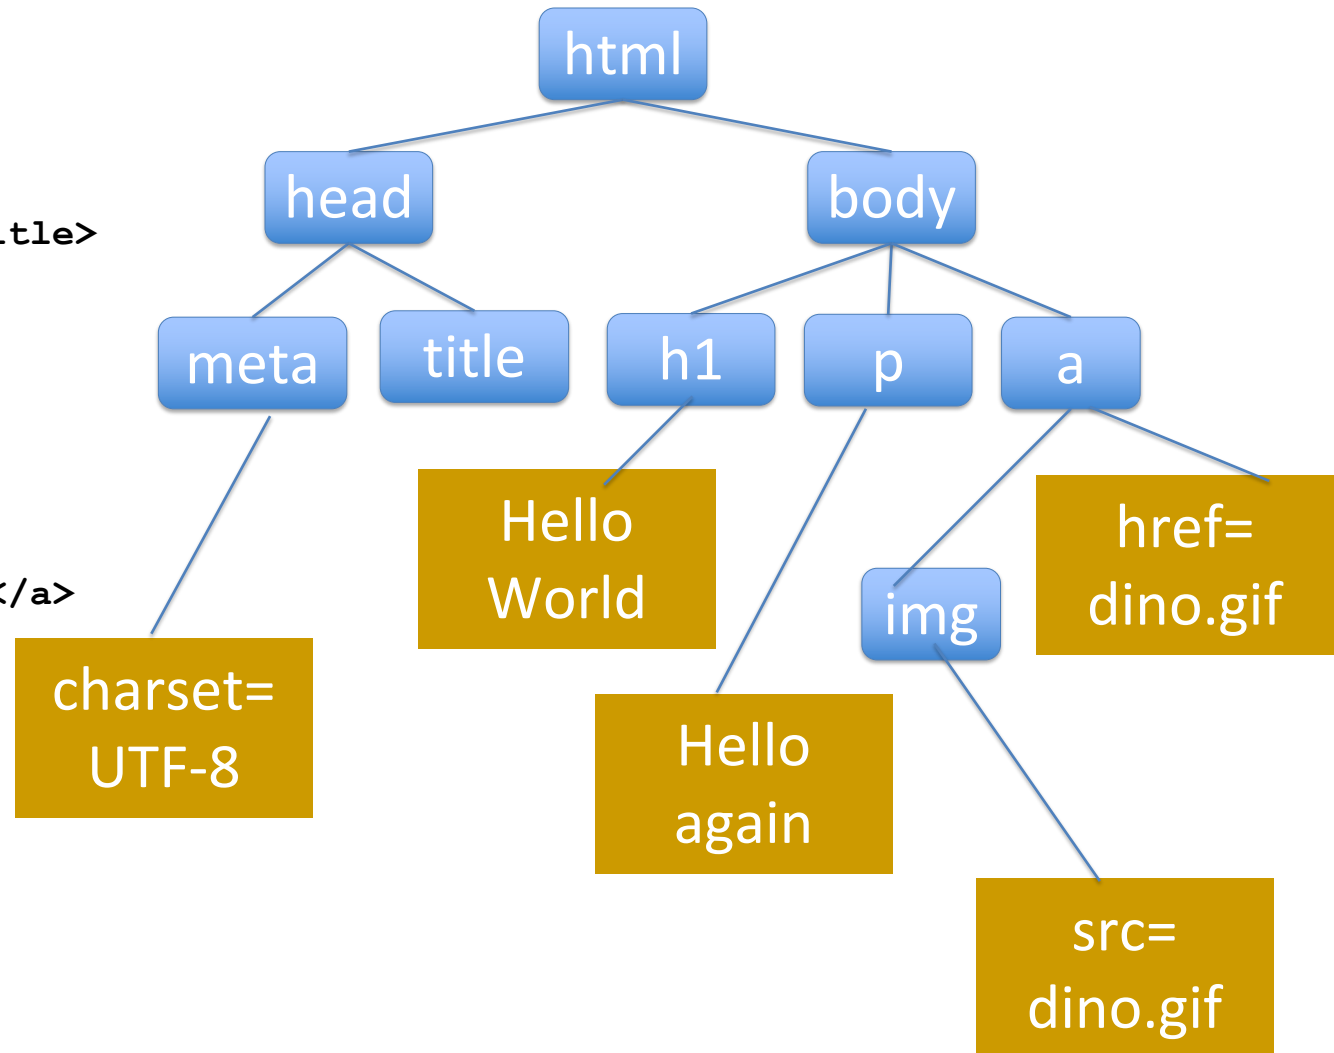 html
head
body
itle>
meta
title
h1
p
a
Hello
World
href=
dino.gif
</a>
img
charset=
UTF-8
Hello
again
src=
dino.gif